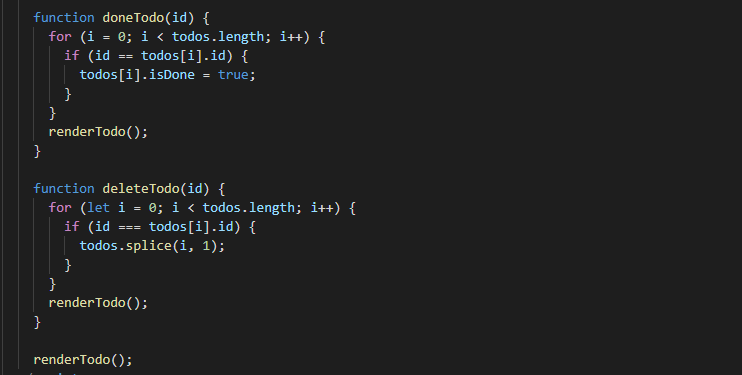 function doneTodo(id) {
for (i = 0; i < todos.length; i++) {
if (id == todos[i].id) {
todos[i].isDone = true;
}
}
renderTodo();
}
function deleteTodo(id) {
for (let i = 0; i < todos.length; i++) {
if (id === todos[i].id) {
todos.splice(i, 1);
}
}
renderTodo();
}
renderTodo();